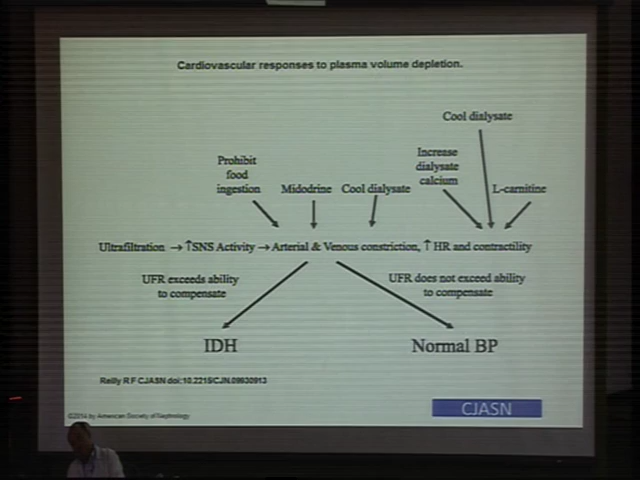 Cardiovascular responses to plasma volume depletion.
Cool dialysate
Increase
dialysate
calcium
Prohibit
food
ingestion
Midodrine
Cool dialysate
L-carnitine
Ultrafiltration → ↑SNS Activity → Arterial & Venous constriction, ↑ HR and contractility
UFR exceeds ability
to compensate
UFR does not exceed ability
to compensate
IDH
Normal BP
Reilly R F CJASN doi:10.2215/CJN.09930913
©2014 by American Society of Nephrology
CJASN